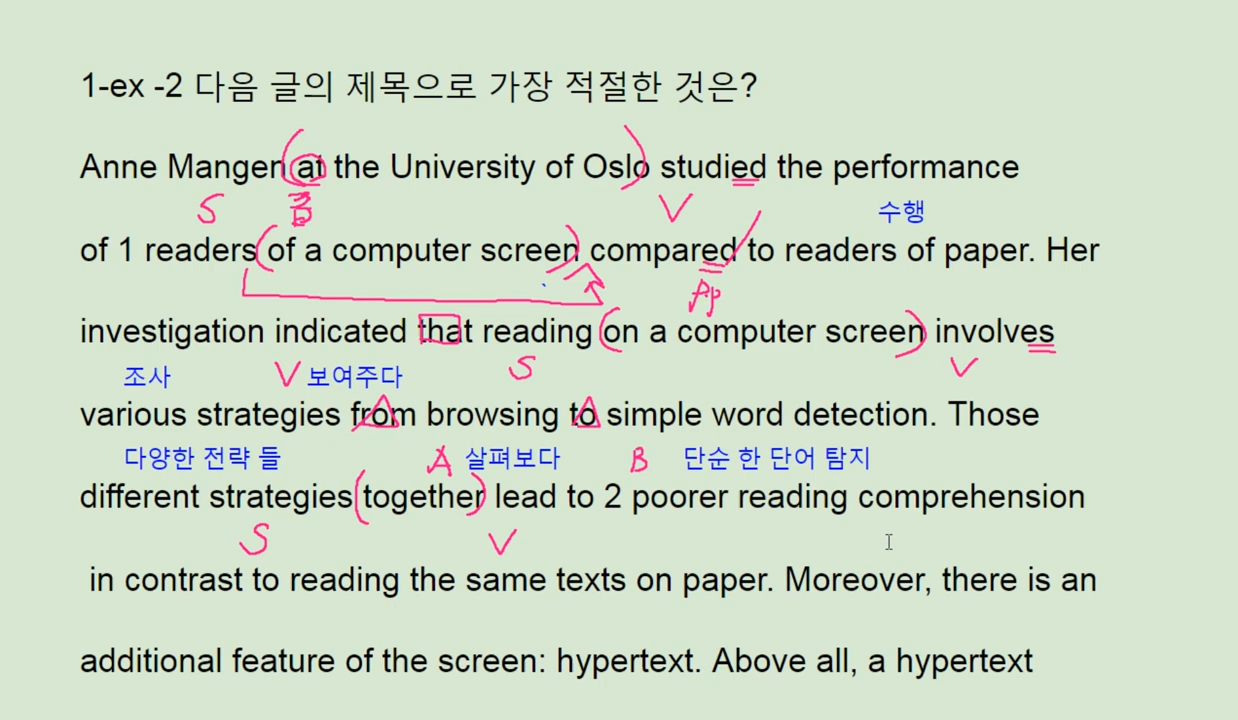 1-ex -2 다음 글의 제목으로 가장 적절한 것은?
Anne Mangen (at the University of Oslo) studied the performance
S V
수행
of 1 readers (of a computer screen) compared / to readers of paper. Her
pp
investigation indicated that reading (on a computer screen) involves
조사 V 보여주다 S V
various strategies from browsing to simple word detection. Those
다양한 전략 들 A 살펴보다 B 단순 한 단어 탐지
different strategies (together) lead to 2 poorer reading comprehension
S V
in contrast to reading the same texts on paper. Moreover, there is an
additional feature of the screen: hypertext. Above all, a hypertext